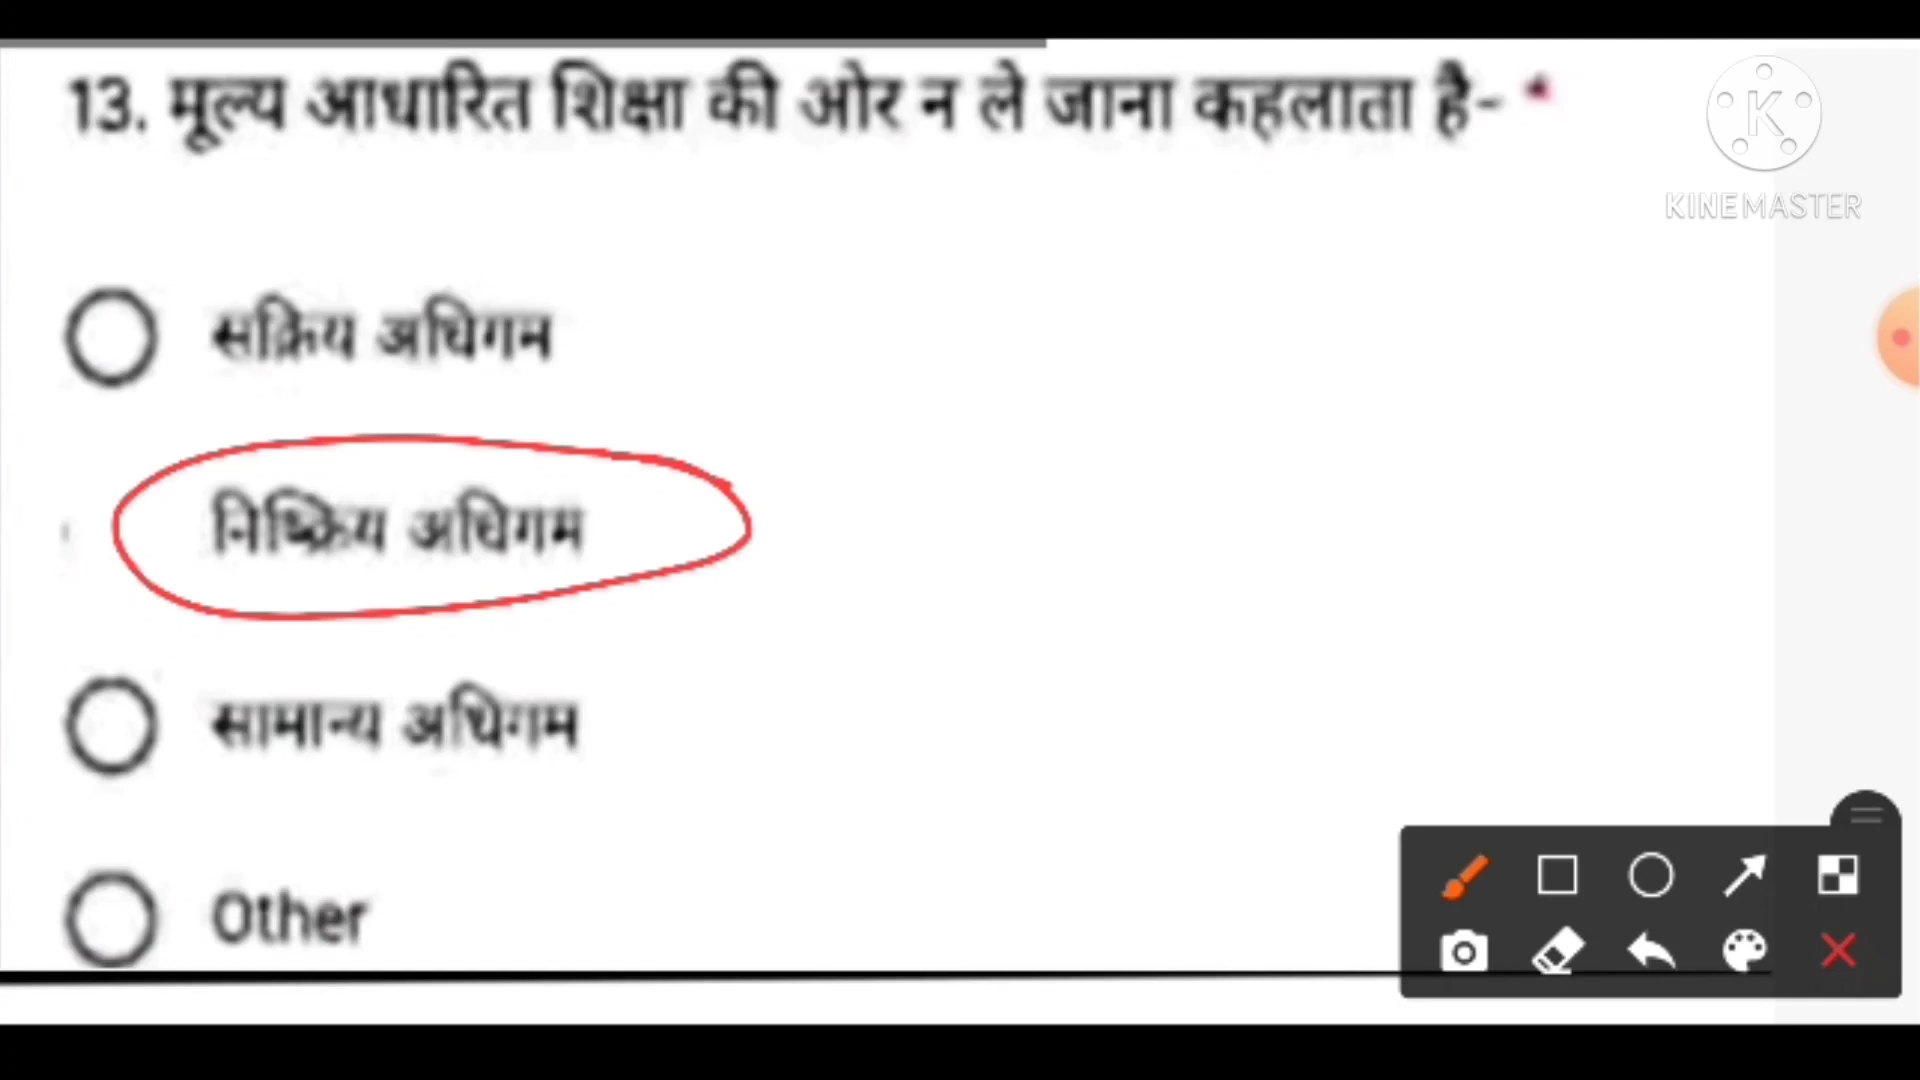 13. मूल्य आधारित शिक्षा की ओर न ले जाना कहलाता है- *
K
KINEMASTER
सक्रिय अधिगम
निष्क्रिय अधिगम
सामान्य अधिगम
Other